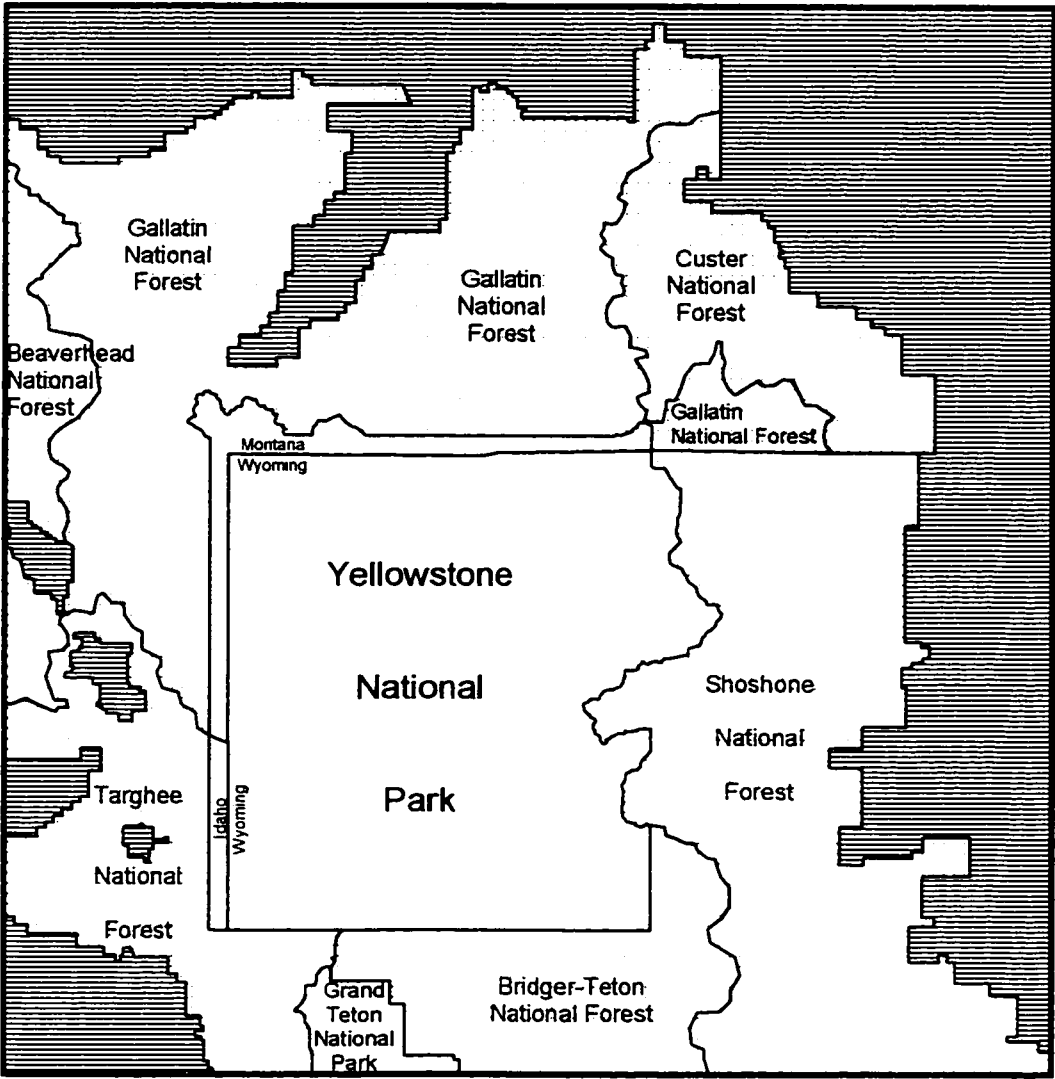 Gallatin
National
Forest
Gallatin
National
Forest
Custer
National
Forest
Beaverhead
National
Forest
Gallatin
National Forest
Montana
Wyoming
Yellowstone
National
Park
Shoshone
National
Forest
Targhee
National
Forest
Idaho
Wyoming
Grand
Teton
National
Park
Bridger-Teton
National Forest